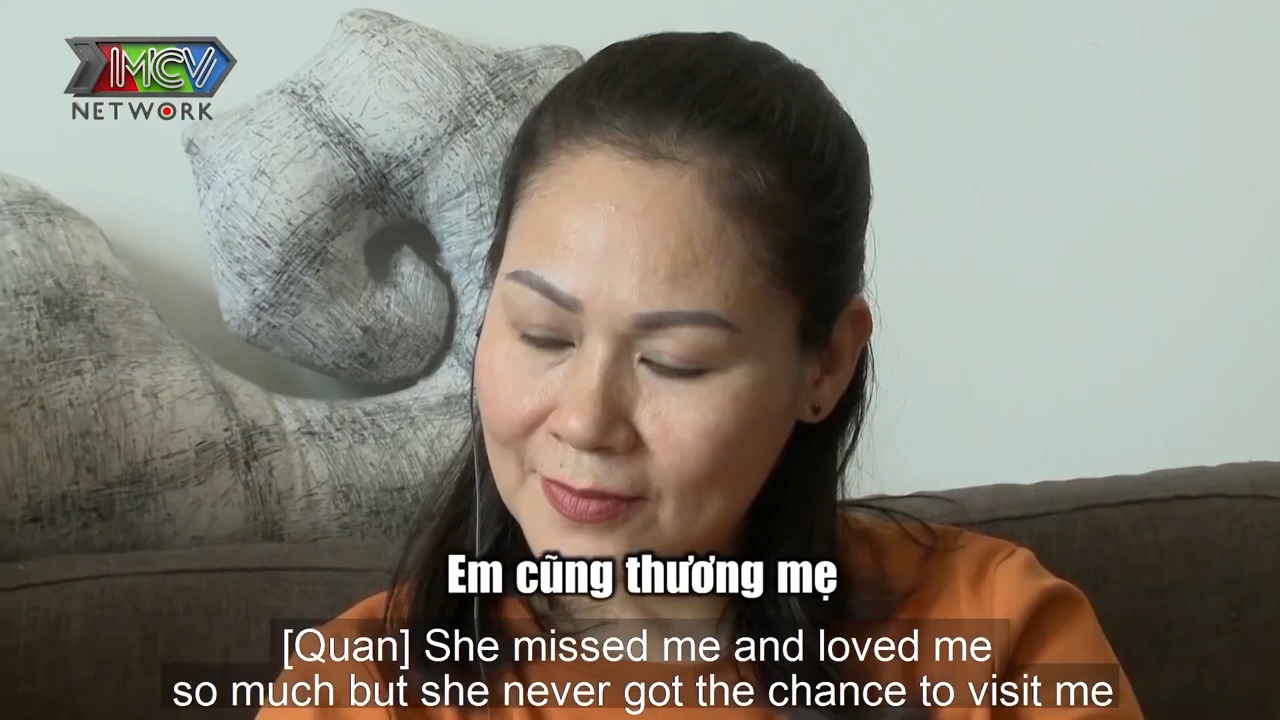 MCV
NETWORK
Em cũng thương mẹ
[Quan] She missed me and loved me
so much but she never got the chance to visit me